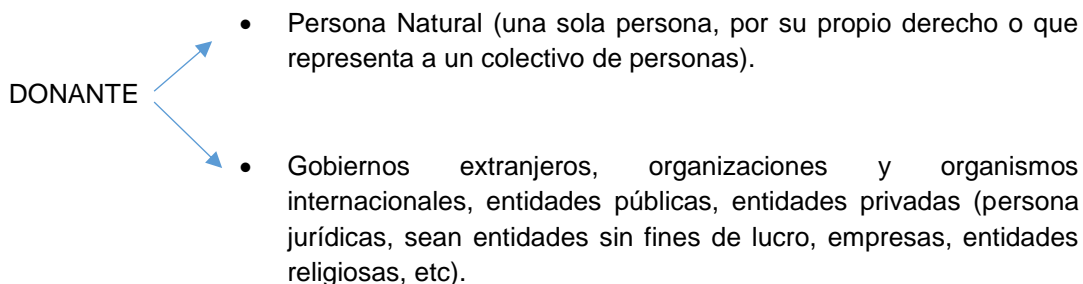 • Persona Natural (una sola persona, por su propio derecho o que
representa a un colectivo de personas).
DONANTE
• Gobiernos extranjeros, organizaciones y organismos
internacionales, entidades públicas, entidades privadas (persona
jurídicas, sean entidades sin fines de lucro, empresas, entidades
religiosas, etc).